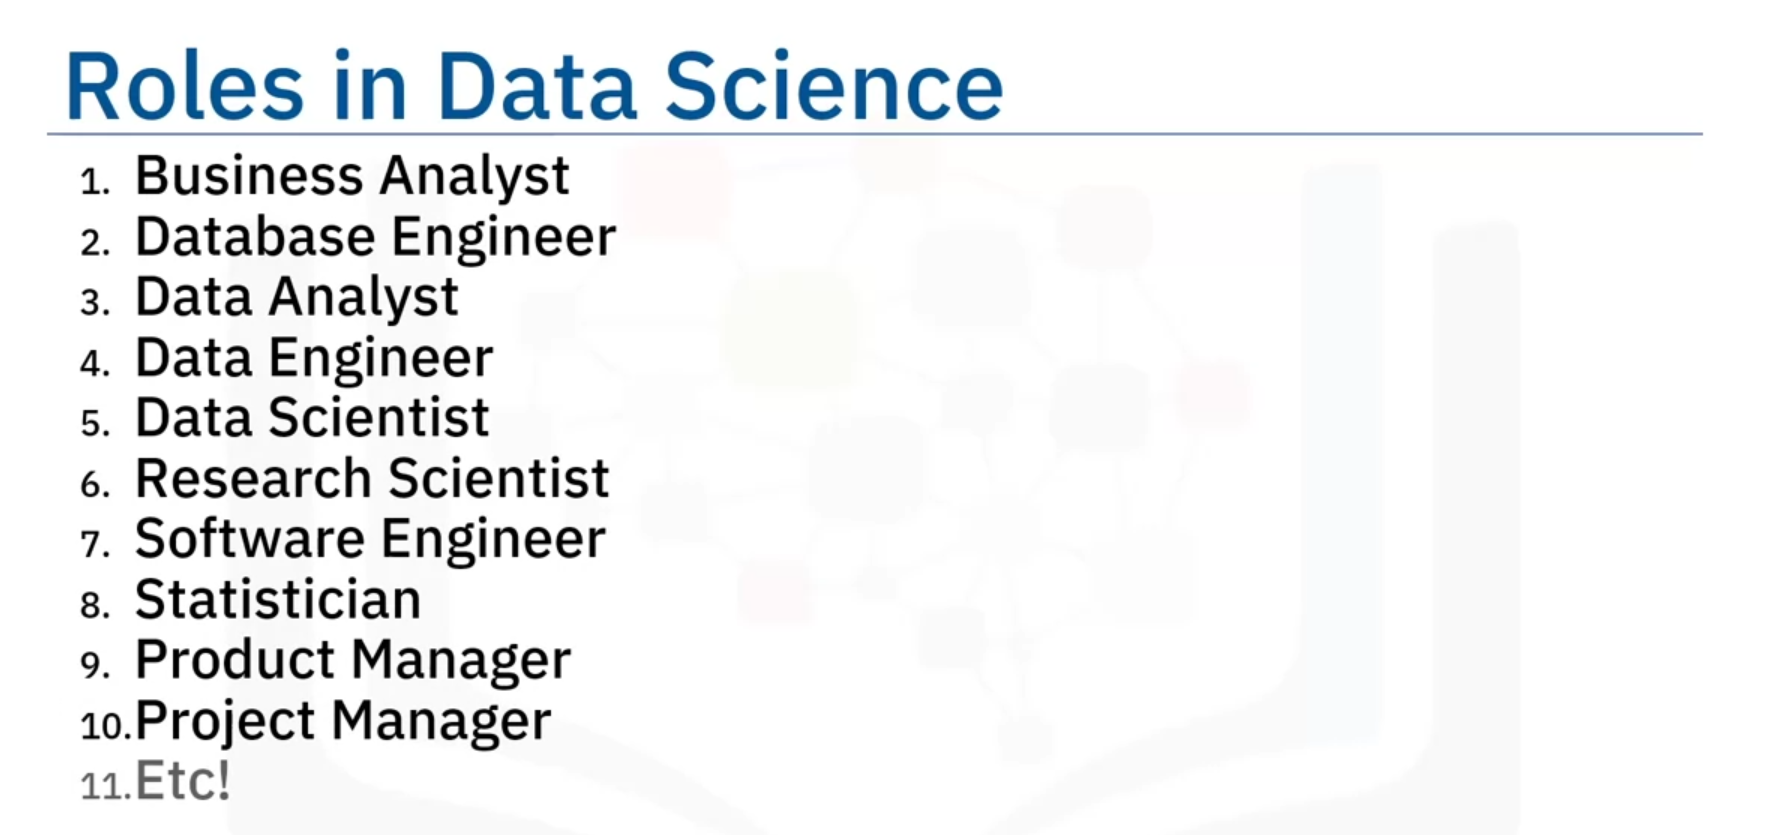 Roles in Data Science
1. Business Analyst
2. Database Engineer
3. Data Analyst
4. Data Engineer
5. Data Scientist
6. Research Scientist
7. Software Engineer
8. Statistician
9. Product Manager
10.Project Manager
11.Etc!